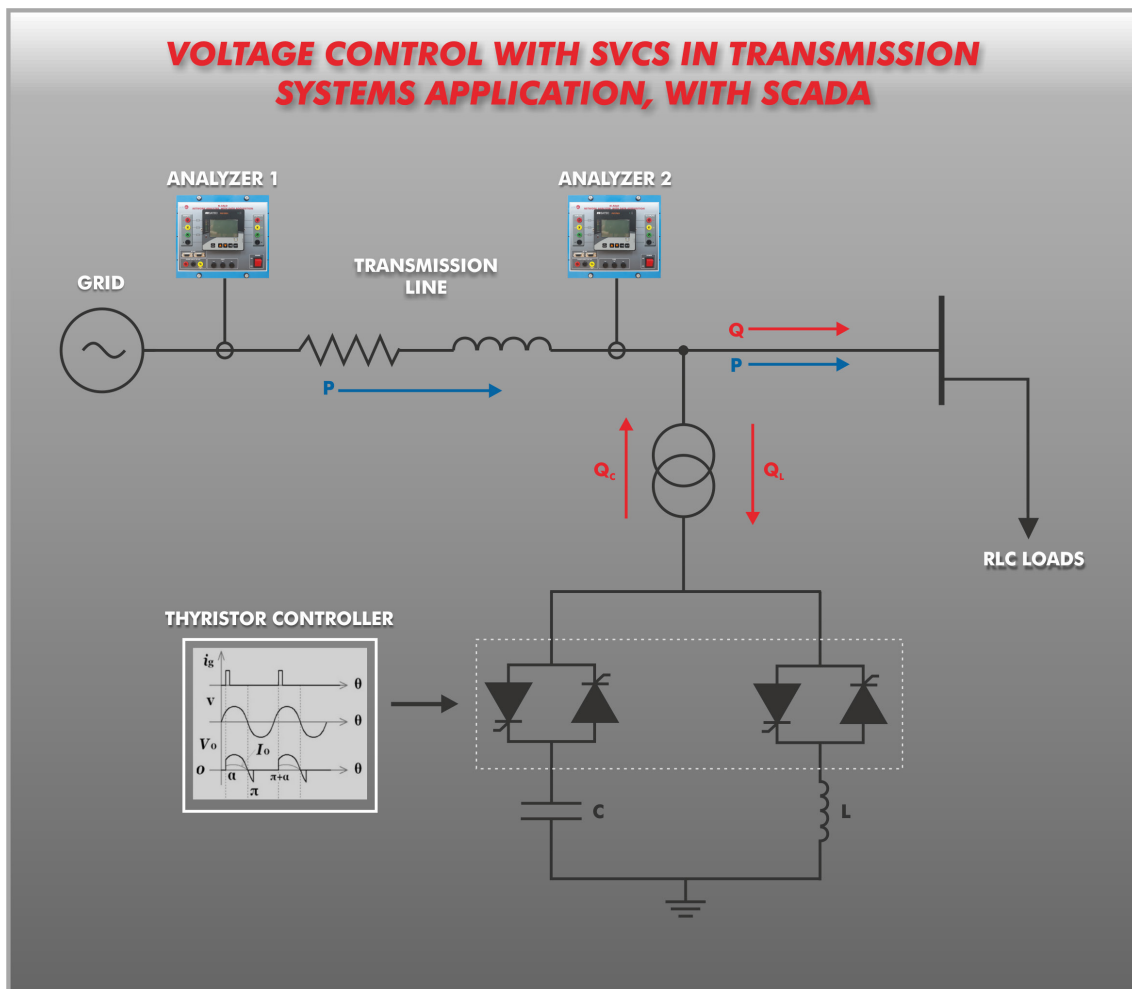 VOLTAGE CONTROL WITH SVCS IN TRANSMISSION
SYSTEMS APPLICATION, WITH SCADA
ANALYZER 1
ANALYZER 2
TRANSMISSION
LINE
GRID
Q
P
P
Qc
QL
RLC LOADS
THYRISTOR CONTROLLER
ig
θ
v
θ
Vo
Io
o
α
π
π+α
θ
C
L